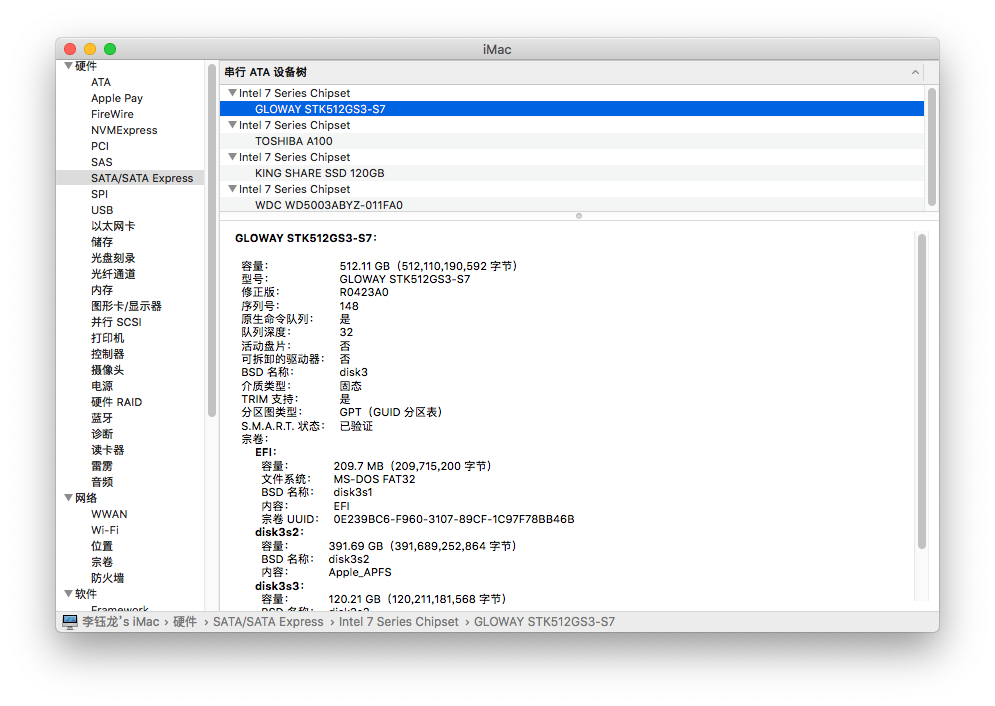 iMac
硬件
ATA
Apple Pay
FireWire
NVMExpress
PCI
SAS
SATA/SATA Express
SPI
USB
以太网卡
储存
光盘刻录
光纤通道
内存
图形卡/显示器
并行 SCSI
打印机
控制器
摄像头
电源
硬件 RAID
蓝牙
诊断
读卡器
雷雳
音频
网络
WWAN
Wi-Fi
位置
宗卷
防火墙
软件
Framework
串行 ATA 设备树
Intel 7 Series Chipset
GLOWAY STK512GS3-S7
Intel 7 Series Chipset
TOSHIBA A100
Intel 7 Series Chipset
KING SHARE SSD 120GB
Intel 7 Series Chipset
WDC WD5003ABYZ-011FA0
GLOWAY STK512GS3-S7:
容量: 512.11 GB（512,110,190,592 字节）
型号: GLOWAY STK512GS3-S7
修正版: R0423A0
序列号: 148
原生命令队列: 是
队列深度: 32
活动盘片: 否
可拆卸的驱动器: 否
BSD 名称: disk3
介质类型: 固态
TRIM 支持: 是
分区图类型: GPT（GUID 分区表）
S.M.A.R.T. 状态: 已验证
宗卷:
EFI:
容量: 209.7 MB（209,715,200 字节）
文件系统: MS-DOS FAT32
BSD 名称: disk3s1
内容: EFI
宗卷 UUID: 0E239BC6-F960-3107-89CF-1C97F78BB46B
disk3s2:
容量: 391.69 GB（391,689,252,864 字节）
BSD 名称: disk3s2
内容: Apple_APFS
disk3s3:
容量: 120.21 GB（120,211,181,568 字节）
BSD 名称: disk3s3
李钰龙's iMac › 硬件 › SATA/SATA Express › Intel 7 Series Chipset › GLOWAY STK512GS3-S7